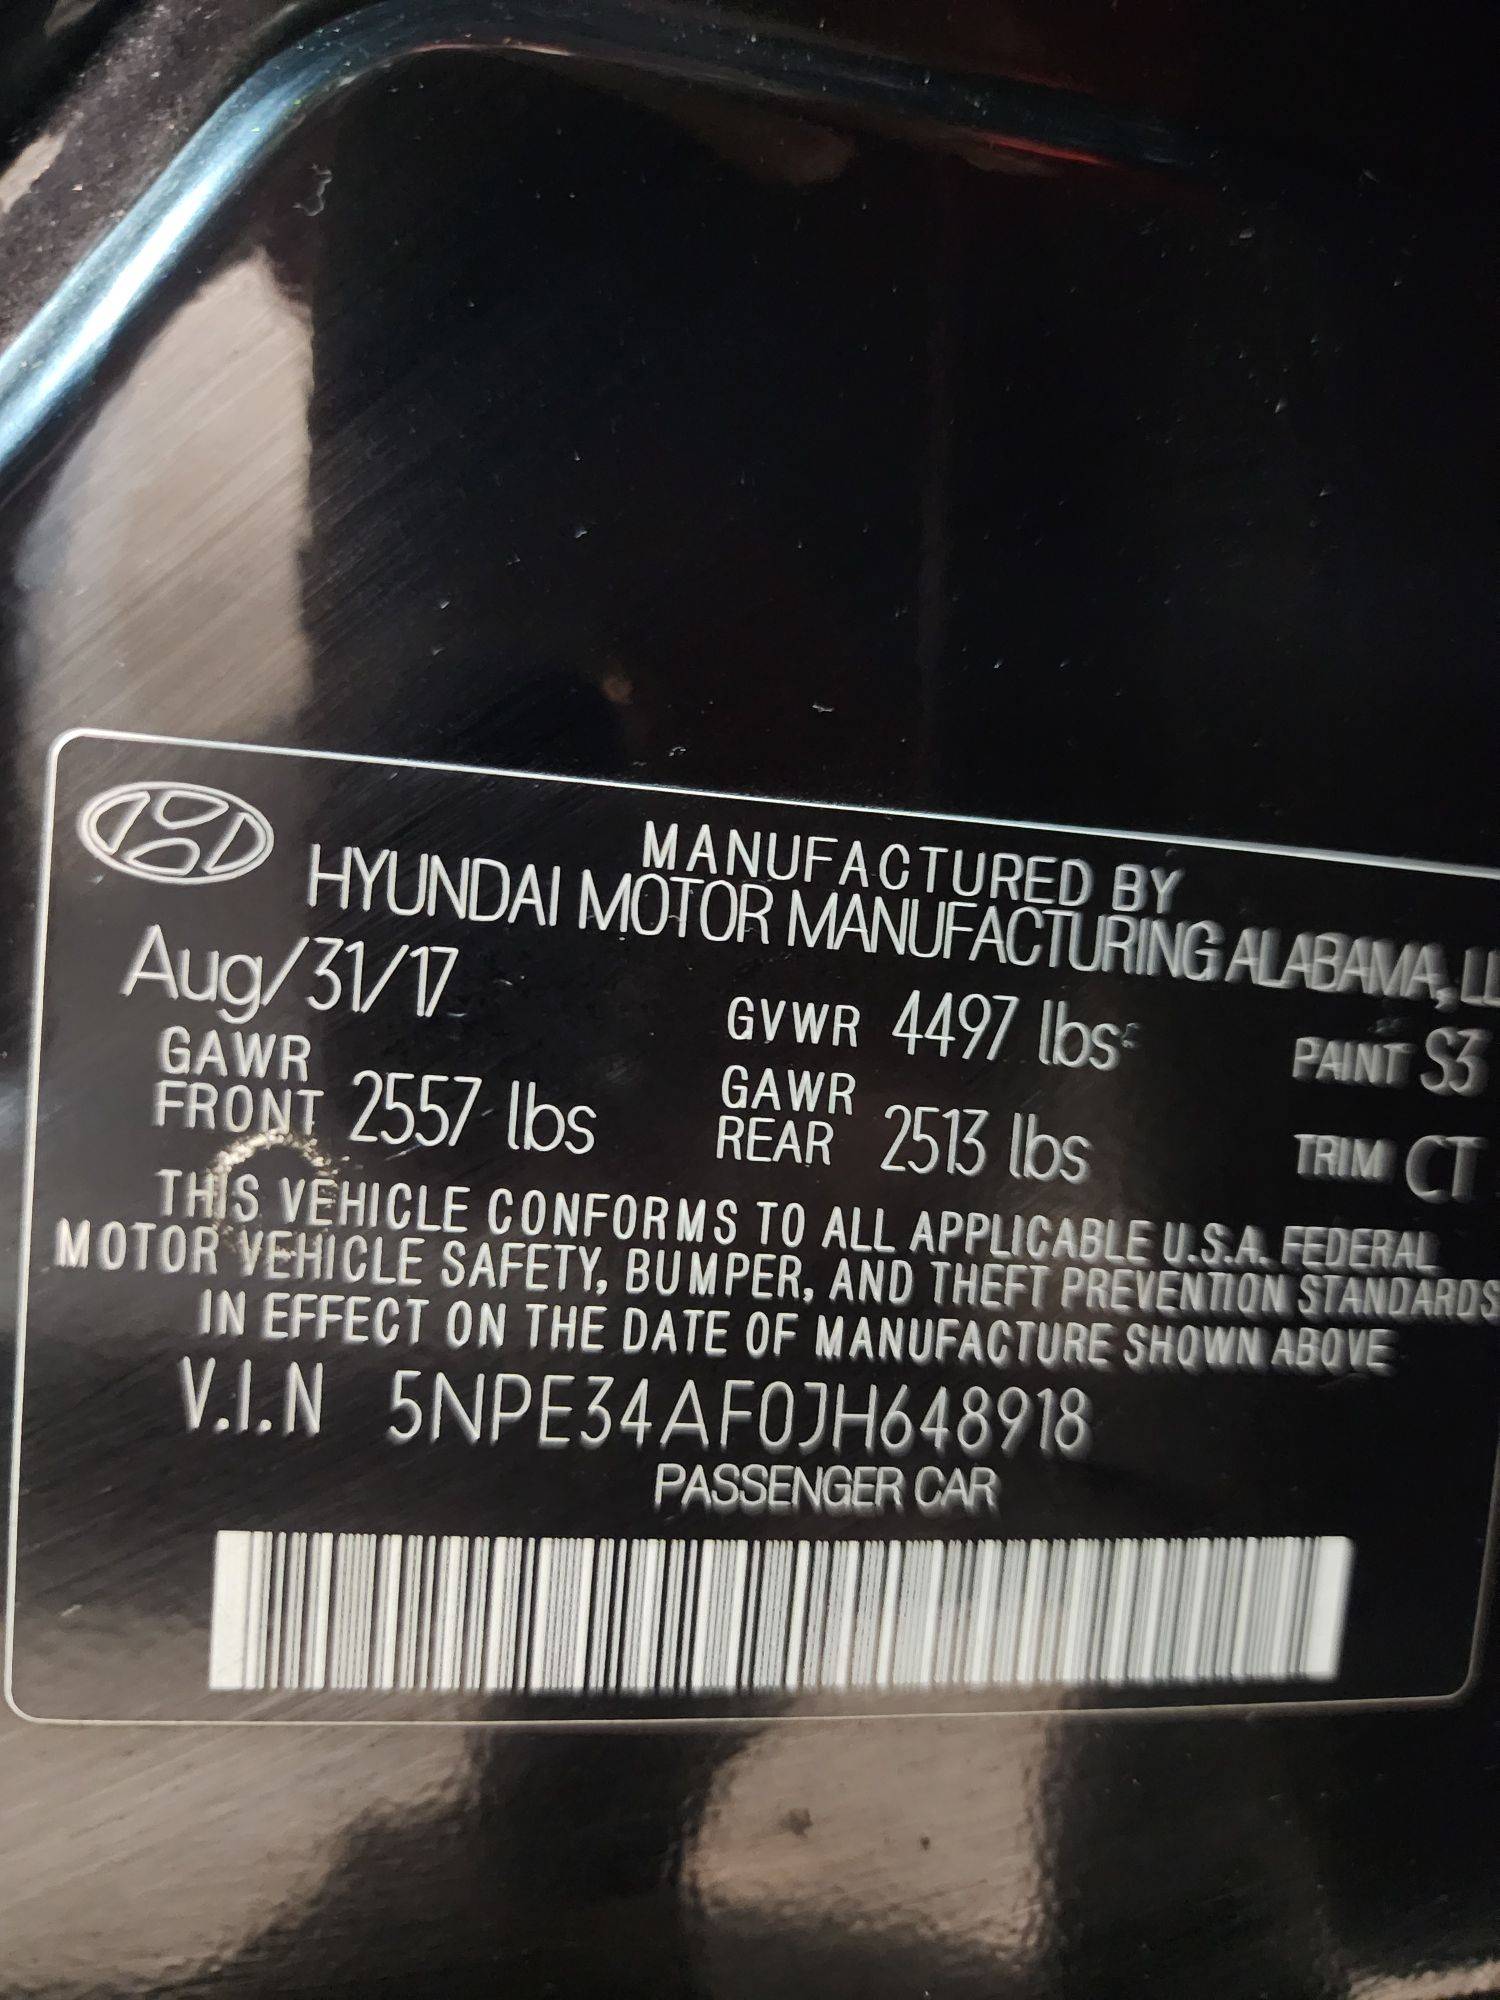 MANUFACTURED BY
HYUNDAI MOTOR MANUFACTURING ALABAMA, LL
Aug/31/17
GVWR 4497 lbs
PAINT S3
GAWR
FRONT 2557 lbs
GAWR
REAR 2513 lbs
TRIM CT
THIS VEHICLE CONFORMS TO ALL APPLICABLE U.S.A. FEDERAL
MOTOR VEHICLE SAFETY, BUMPER, AND THEFT PREVENTION STANDARDS
IN EFFECT ON THE DATE OF MANUFACTURE SHOWN ABOVE
V.I.N 5NPE34AF0JH648918
PASSENGER CAR